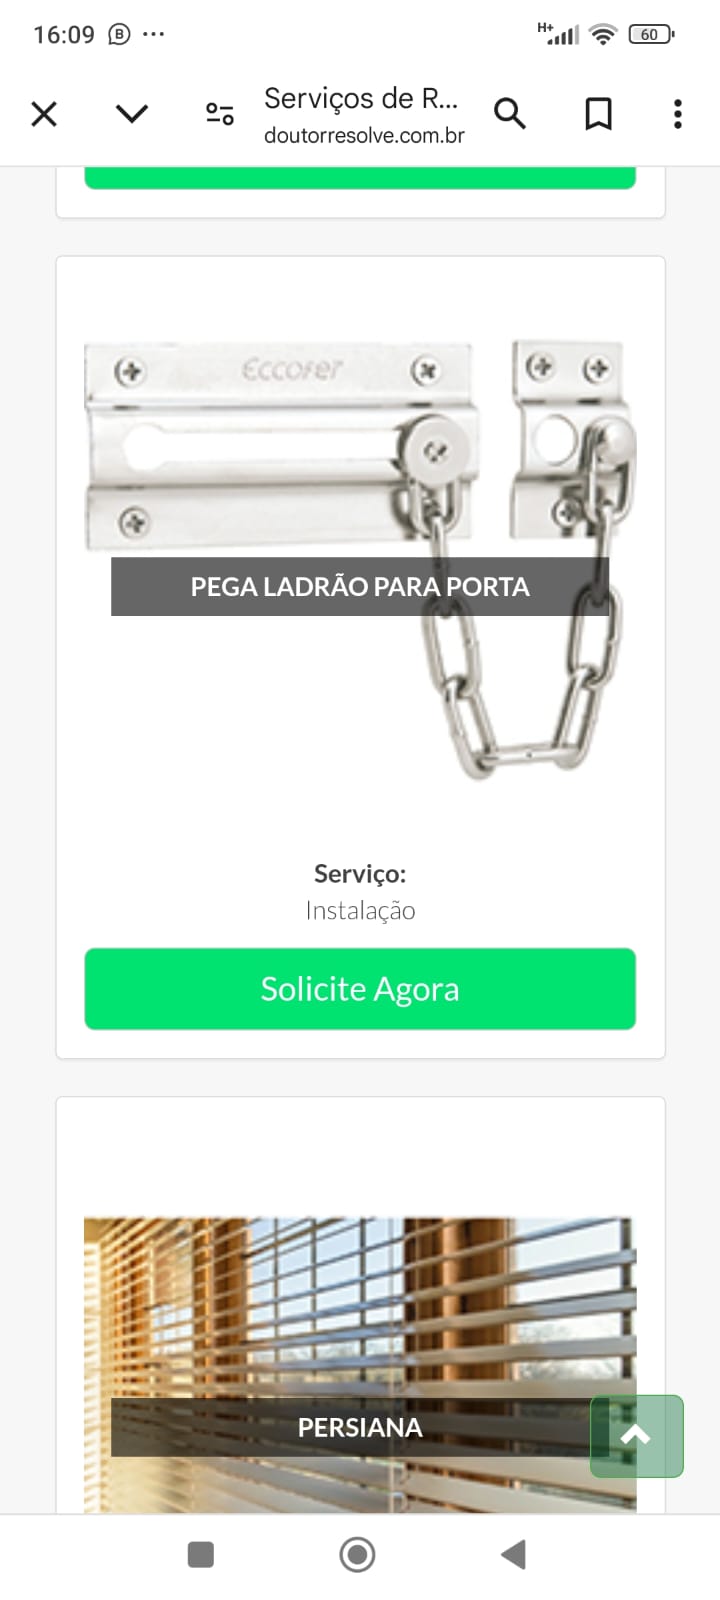 16:09
H+
60
Serviços de R...
doutorresolve.com.br
Eccofer
PEGA LADRÃO PARA PORTA
Serviço:
Instalação
Solicite Agora
PERSIANA